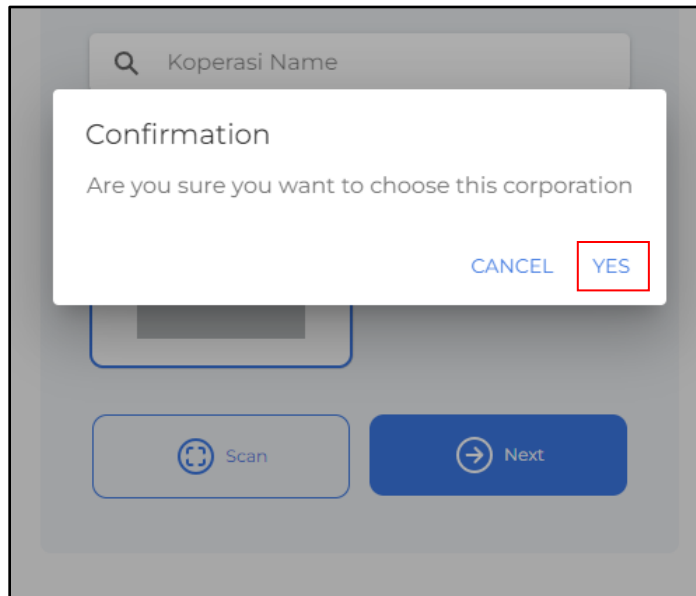 Koperasi Name
Confirmation
Are you sure you want to choose this corporation
CANCEL YES
Scan Next